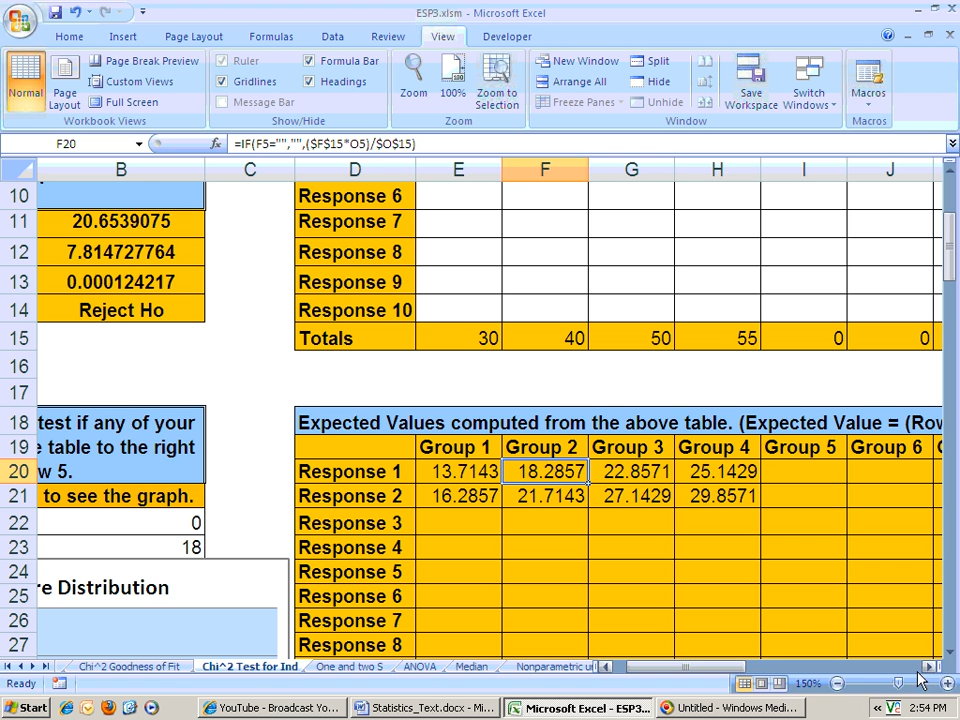 ESP3.xlsm - Microsoft Excel
Home Insert Page Layout Formulas Data Review View Developer
Normal
Page Layout
Page Break Preview
Custom Views
Full Screen
Workbook Views
Ruler
Gridlines
Message Bar
Formula Bar
Headings
Show/Hide
Zoom
100%
Zoom to Selection
Zoom
New Window
Arrange All
Freeze Panes
Split
Hide
Unhide
Save Workspace
Switch Windows
Window
Macros
Macros
F20 fx =IF(F5="","",($F$15*O5)/$O$15)
B C D E F G H I J
10 Response 6
11 20.6539075 Response 7
12 7.814727764 Response 8
13 0.000124217 Response 9
14 Reject Ho Response 10
15 Totals 30 40 50 55 0 0
16
17
18 test if any of your Expected Values computed from the above table. (Expected Value = (Row
19 e table to the right Group 1 Group 2 Group 3 Group 4 Group 5 Group 6
20 w 5. Response 1 13.7143 18.2857 22.8571 25.1429
21 to see the graph. Response 2 16.2857 21.7143 27.1429 29.8571
22 0 Response 3
23 18 Response 4
24 re Distribution Response 5
25 Response 6
26 Response 7
27 Response 8
Chi^2 Goodness of Fit Chi^2 Test for Ind One and two S ANOVA Median Nonparametric
Ready 150%
Start YouTube - Broadcast Yo... Statistics_Text.docx - Mi... Microsoft Excel - ESP3... Untitled - Windows Medi... 2:54 PM